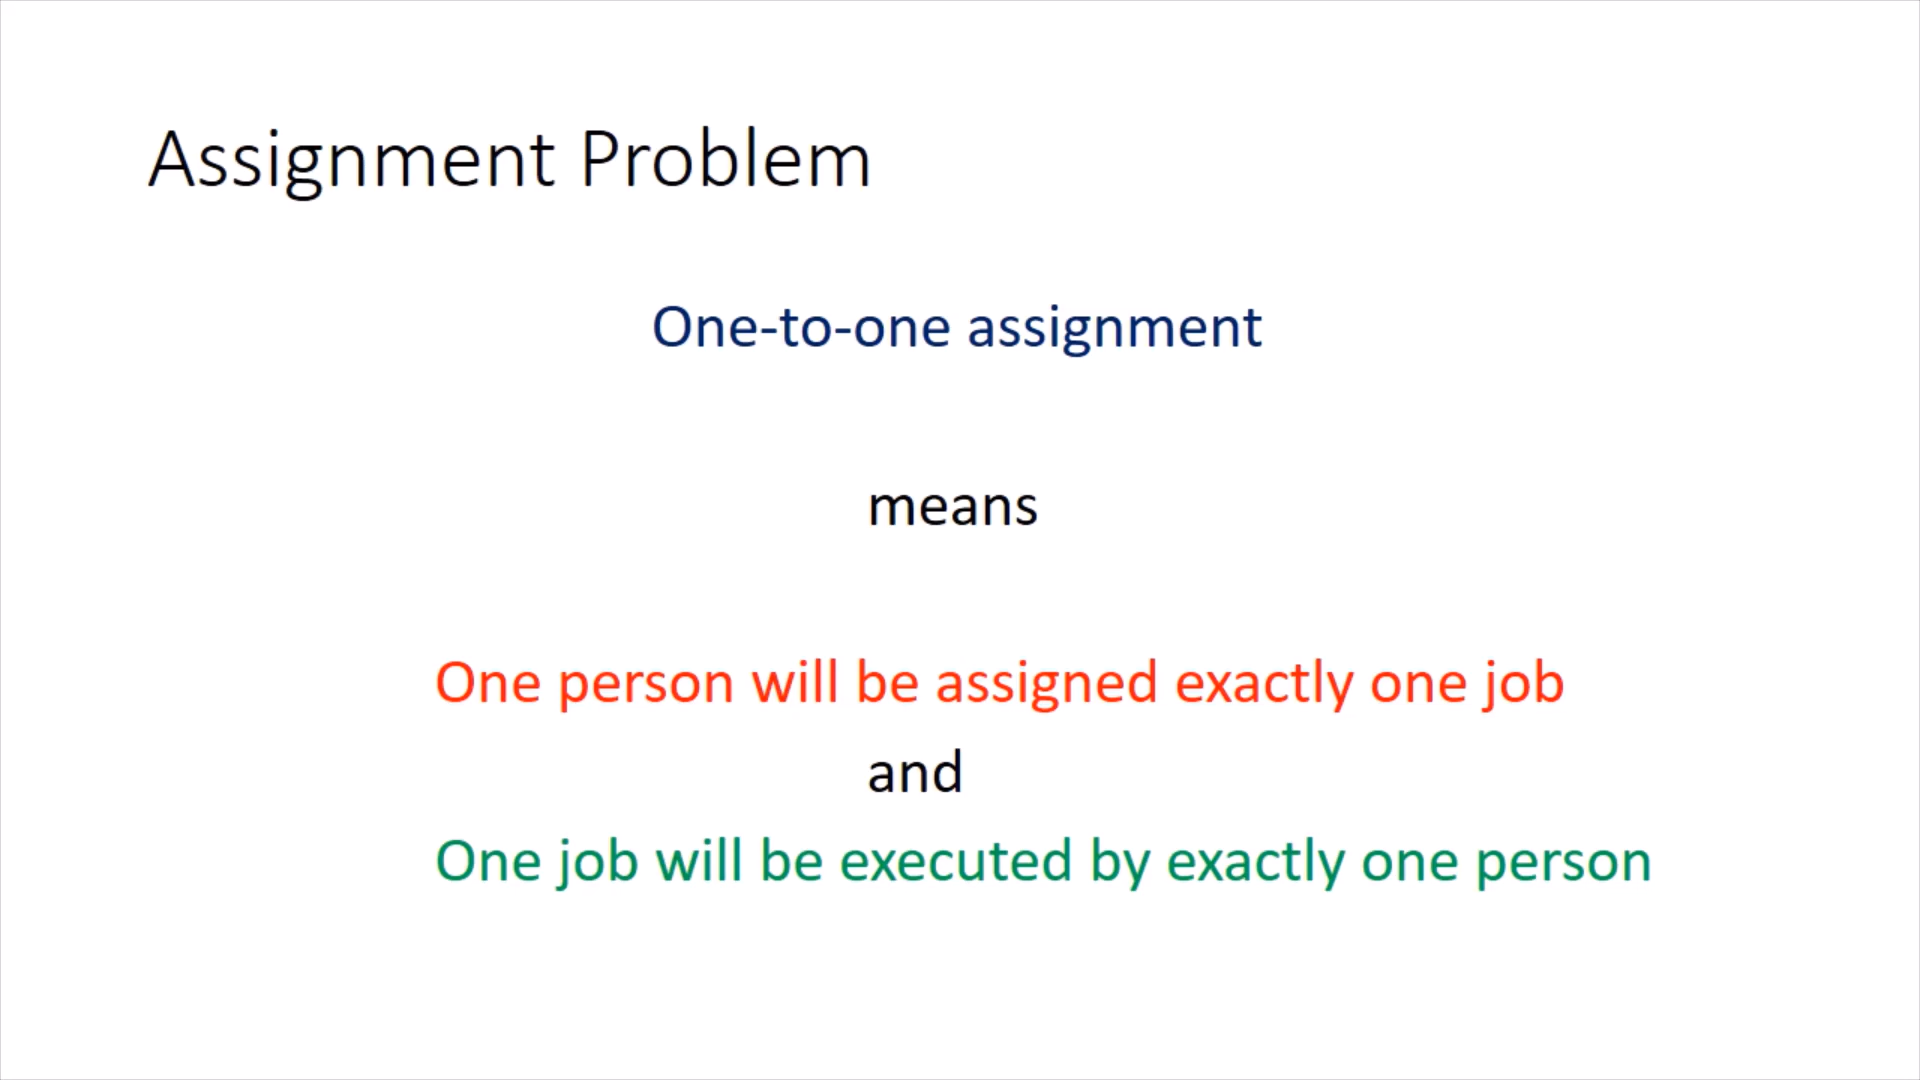 Assignment Problem
One-to-one assignment
means
One person will be assigned exactly one job
and
One job will be executed by exactly one person